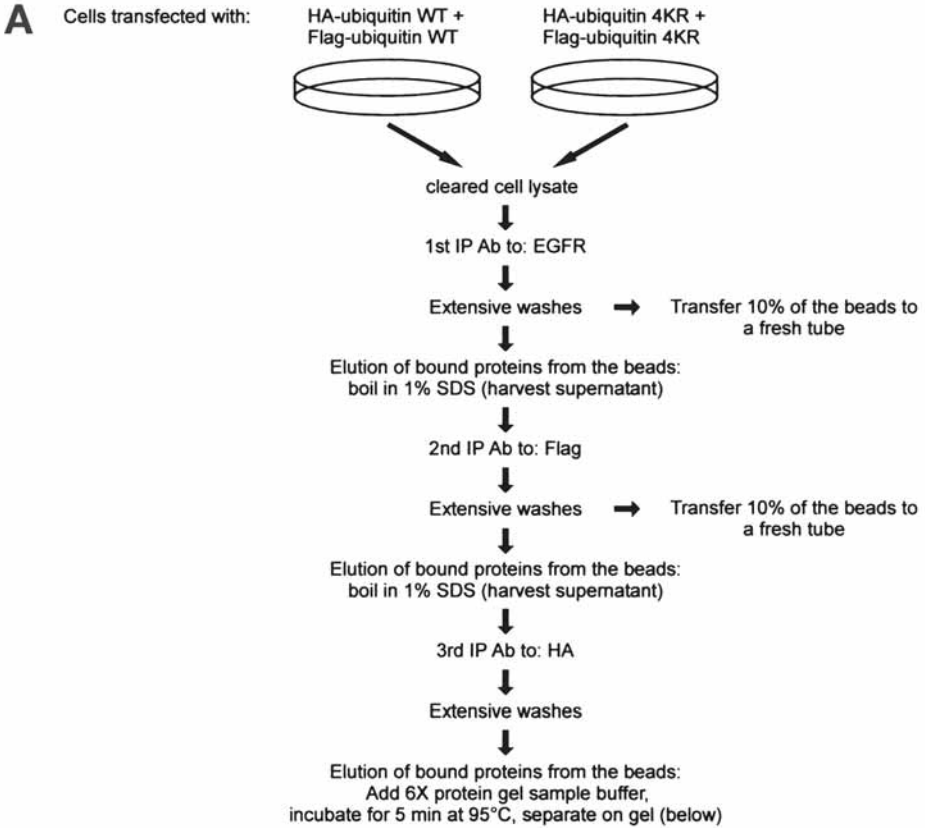 A
Cells transfected with:
HA-ubiquitin WT +
Flag-ubiquitin WT
HA-ubiquitin 4KR +
Flag-ubiquitin 4KR
cleared cell lysate
1st IP Ab to: EGFR
Extensive washes
Transfer 10% of the beads to
a fresh tube
Elution of bound proteins from the beads:
boil in 1% SDS (harvest supernatant)
2nd IP Ab to: Flag
Extensive washes
Transfer 10% of the beads to
a fresh tube
Elution of bound proteins from the beads:
boil in 1% SDS (harvest supernatant)
3rd IP Ab to: HA
Extensive washes
Elution of bound proteins from the beads:
Add 6X protein gel sample buffer,
incubate for 5 min at 95°C, separate on gel (below)